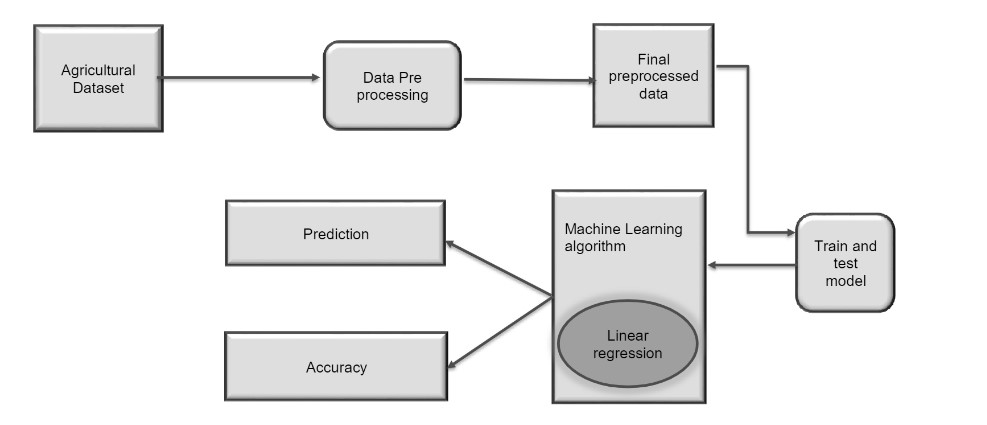 Agricultural
Dataset
Data Pre
processing
Final
preprocessed
data
Train and
test
model
Machine Learning
algorithm
Linear
regression
Prediction
Accuracy